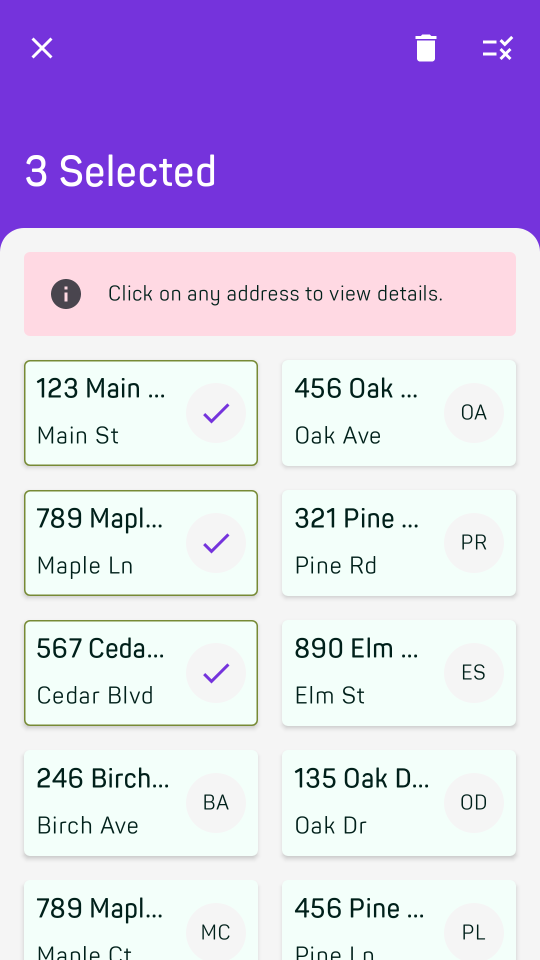 3 Selected
Click on any address to view details.
123 Main ...
Main St
456 Oak ...
Oak Ave
OA
789 Mapl...
Maple Ln
321 Pine ...
Pine Rd
PR
567 Ceda...
Cedar Blvd
890 Elm ...
Elm St
ES
246 Birch...
Birch Ave
BA
135 Oak D...
Oak Dr
OD
789 Mapl...
Maple Ct
MC
456 Pine ...
Pine Ln
PL